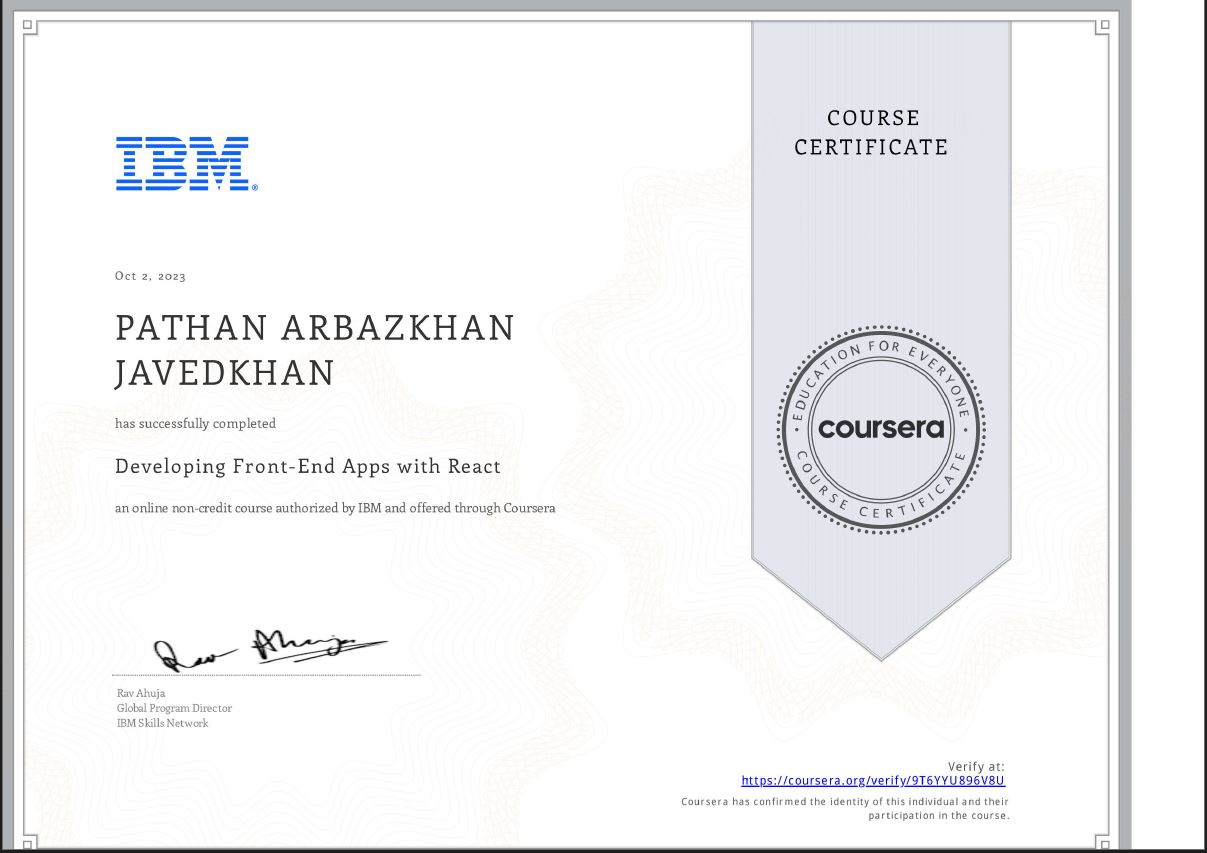 IBM®
COURSE
CERTIFICATE
Oct 2, 2023
PATHAN ARBAZKHAN
JAVEDKHAN
has successfully completed
Developing Front-End Apps with React
an online non-credit course authorized by IBM and offered through Coursera
EDUCATION FOR EVERYONE
coursera
COURSE CERTIFICATE
Rav Ahuja
Rav Ahuja
Global Program Director
IBM Skills Network
Verify at:
https://coursera.org/verify/9T6YYU896V8U
Coursera has confirmed the identity of this individual and their
participation in the course.